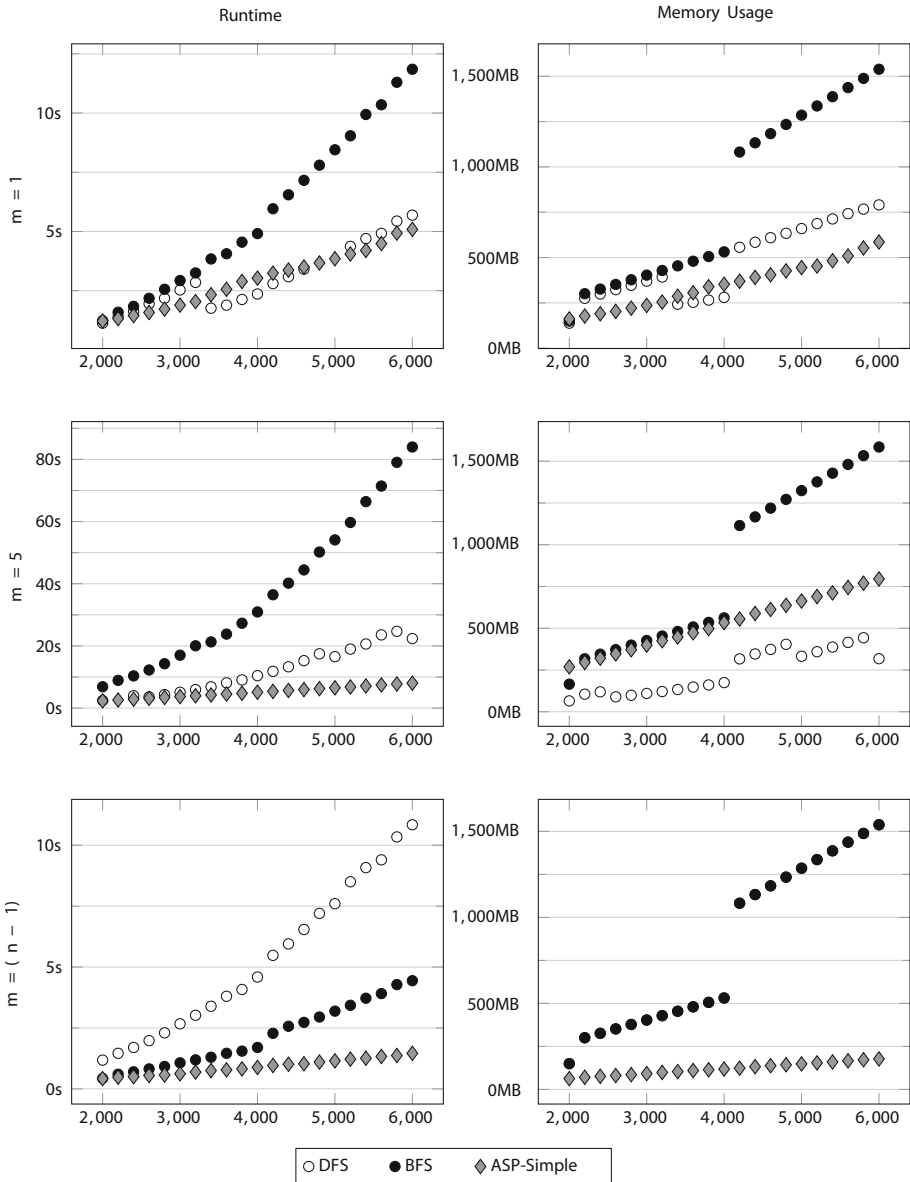 Runtime
Memory Usage
m = 1
10s
5s
2,000 3,000 4,000 5,000 6,000
1,500MB
1,000MB
500MB
0MB
2,000 3,000 4,000 5,000 6,000
m = 5
80s
60s
40s
20s
0s
2,000 3,000 4,000 5,000 6,000
1,500MB
1,000MB
500MB
0MB
2,000 3,000 4,000 5,000 6,000
m = ( n − 1)
10s
5s
0s
2,000 3,000 4,000 5,000 6,000
1,500MB
1,000MB
500MB
0MB
2,000 3,000 4,000 5,000 6,000
DFS BFS ASP-Simple